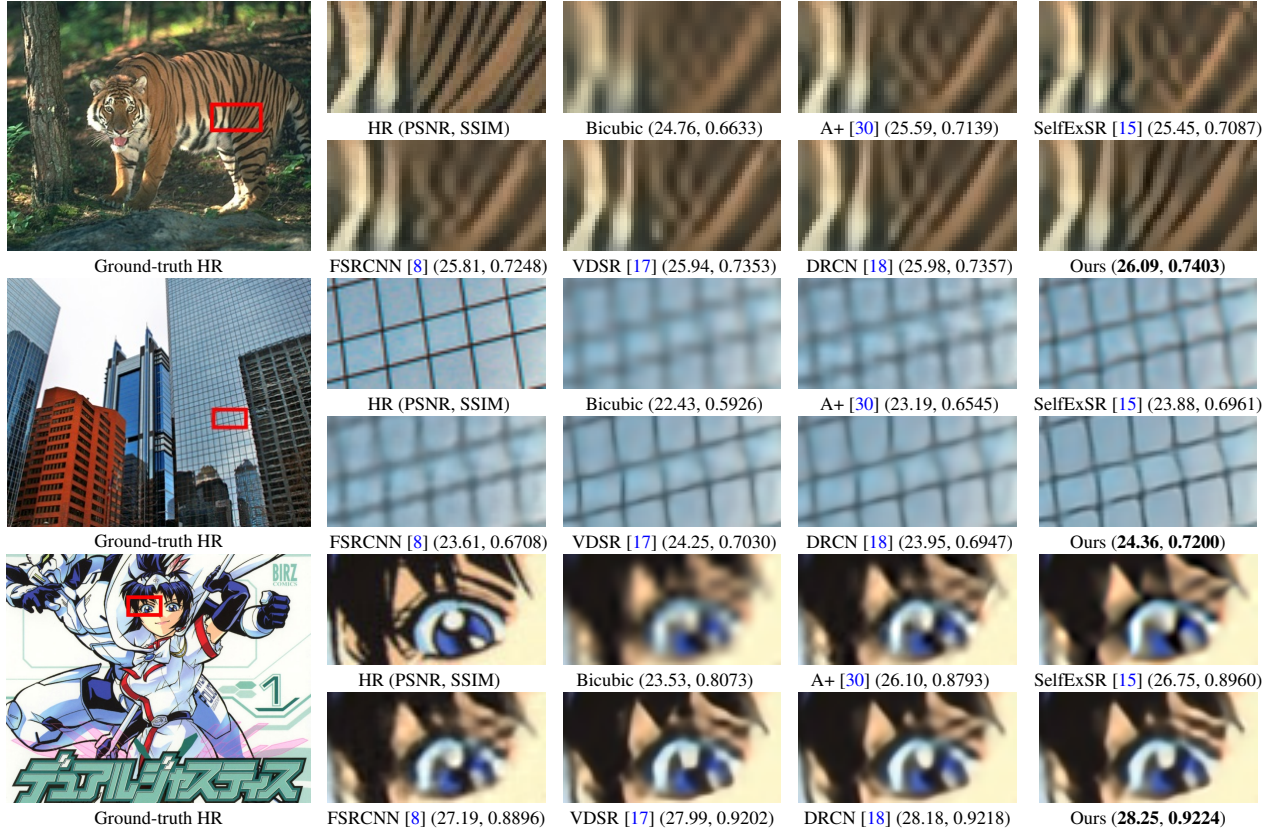 HR (PSNR, SSIM)
Bicubic (24.76, 0.6633)
A+ [30] (25.59, 0.7139)
SelfExSR [15] (25.45, 0.7087)
Ground-truth HR
FSRCNN [8] (25.81, 0.7248)
VDSR [17] (25.94, 0.7353)
DRCN [18] (25.98, 0.7357)
Ours (26.09, 0.7403)
HR (PSNR, SSIM)
Bicubic (22.43, 0.5926)
A+ [30] (23.19, 0.6545)
SelfExSR [15] (23.88, 0.6961)
Ground-truth HR
FSRCNN [8] (23.61, 0.6708)
VDSR [17] (24.25, 0.7030)
DRCN [18] (23.95, 0.6947)
Ours (24.36, 0.7200)
BIRZ
COMICS
1
デュアルジャスティス
HR (PSNR, SSIM)
Bicubic (23.53, 0.8073)
A+ [30] (26.10, 0.8793)
SelfExSR [15] (26.75, 0.8960)
Ground-truth HR
FSRCNN [8] (27.19, 0.8896)
VDSR [17] (27.99, 0.9202)
DRCN [18] (28.18, 0.9218)
Ours (28.25, 0.9224)